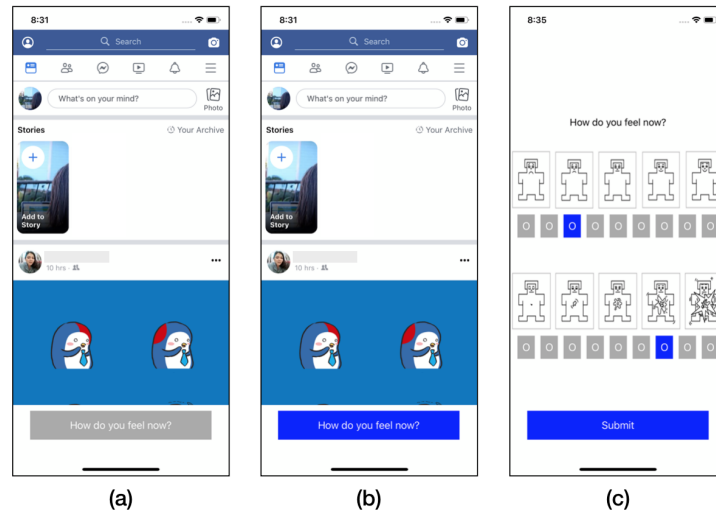 8:31
Search
What's on your mind?
Photo
Stories
Your Archive
Add to
Story
10 hrs
How do you feel now?
(a)
8:31
Search
What's on your mind?
Photo
Stories
Your Archive
Add to
Story
10 hrs
How do you feel now?
(b)
8:35
How do you feel now?
O O O O O O O O O
O O O O O O O O O
Submit
(c)